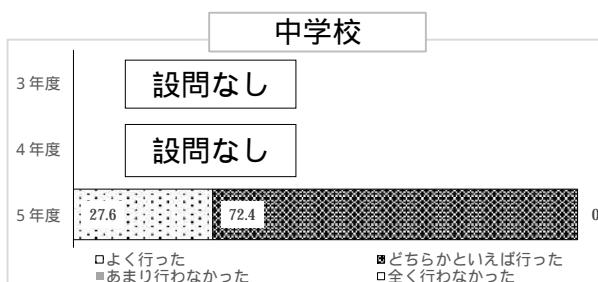 中学校
3年度
設問なし
4年度
設問なし
5年度 27.6 72.4 0
よく行った どちらかといえば行った
あまり行わなかった 全く行わなかった